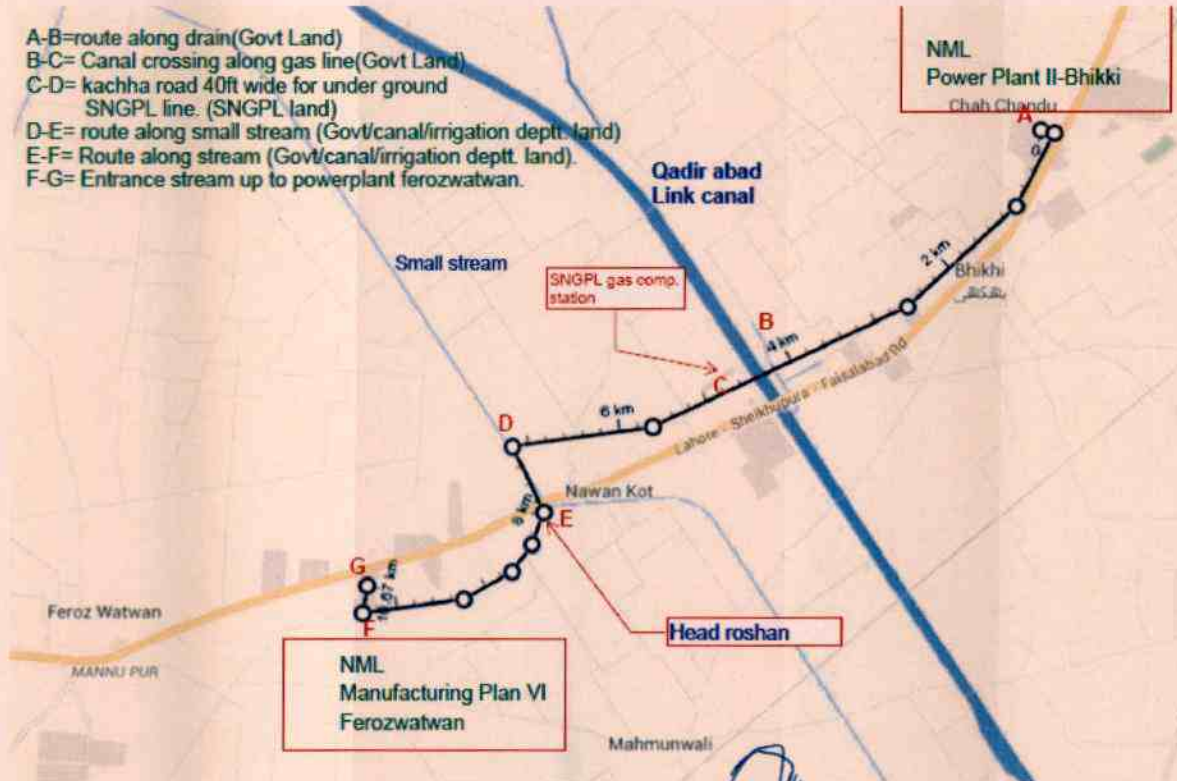 A-B=route along drain(Govt Land)
B-C= Canal crossing along gas line(Govt Land)
C-D= kachha road 40ft wide for under ground
SNGPL line. (SNGPL land)
D-E= route along small stream (Govt/canal/irrigation deptt. land)
E-F= Route along stream (Govt/canal/irrigation deptt. land).
F-G= Entrance stream up to powerplant ferozwatwan.
NML
Power Plant II-Bhikki
Chah Chandu
A
0
Qadir abad
Link canal
Small stream
2 km
Bhikhi
SNGPL gas comp.
station
B
4 km
C
Lahore - Sheikhupura - Faisalabad Rd
6 km
D
Nawan Kot
8 km
E
G
km
Feroz Watwan
F
Head roshan
MANNU PUR
NML
Manufacturing Plan VI
Ferozwatwan
Mahmunwali